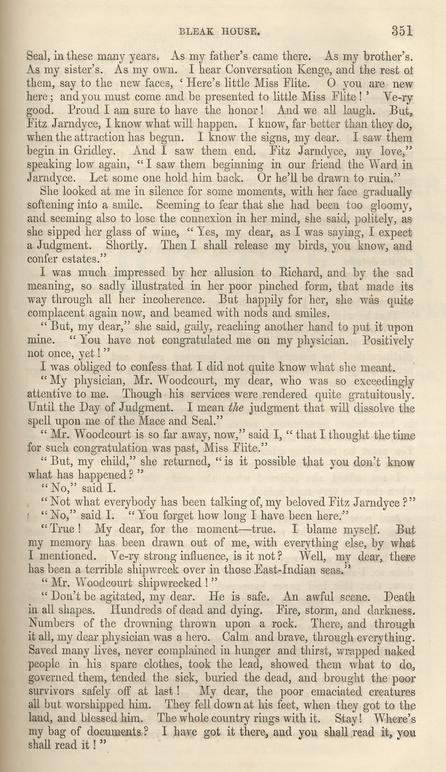 BLEAK HOUSE. 351
Seal, in these many years. As my father's came there. As my brother's.
As my sister's. As my own. I hear Conversation Kenge, and the rest of
them, say to the new faces, ‘ Here's little Miss Flite. O you are new
here; and you must come and be presented to little Miss Flite! ’ Ve-ry
good. Proud I am sure to have the honor! And we all laugh. But,
Fitz Jarndyce, I know what will happen. I know, far better than they do,
when the attraction has begun. I know the signs, my dear. I saw them
begin in Gridley. And I saw them end. Fitz Jarndyce, my love,”
speaking low again, “ I saw them beginning in our friend the Ward in
Jarndyce. Let some one hold him back. Or he'll be drawn to ruin.”
She looked at me in silence for some moments, with her face gradually
softening into a smile. Seeming to fear that she had been too gloomy,
and seeming also to lose the connexion in her mind, she said, politely, as
she sipped her glass of wine, “ Yes, my dear, as I was saying, I expect
a Judgment. Shortly. Then I shall release my birds, you know, and
confer estates.”
I was much impressed by her allusion to Richard, and by the sad
meaning, so sadly illustrated in her poor pinched form, that made its
way through all her incoherence. But happily for her, she was quite
complacent again now, and beamed with nods and smiles.
“ But, my dear,” she said, gaily, reaching another hand to put it upon
mine. “ You have not congratulated me on my physician. Positively
not once, yet! ”
I was obliged to confess that I did not quite know what she meant.
“ My physician, Mr. Woodcourt, my dear, who was so exceedingly
attentive to me. Though his services were rendered quite gratuitously.
Until the Day of Judgment. I mean the judgment that will dissolve the
spell upon me of the Mace and Seal.”
“ Mr. Woodcourt is so far away, now,” said I, “ that I thought the time
for such congratulation was past, Miss Flite.”
“ But, my child,” she returned, “ is it possible that you don't know
what has happened? ”
“ No,” said I.
“ Not what everybody has been talking of, my beloved Fitz Jarndyce ?”
“ No,” said I. “ You forget how long I have been here.”
“ True! My dear, for the moment—true. I blame myself. But
my memory has been drawn out of me, with everything else, by what
I mentioned. Ve-ry strong influence, is it not? Well, my dear, there
has been a terrible shipwreck over in those East-Indian seas.”
“ Mr. Woodcourt shipwrecked! ”
“ Don't be agitated, my dear. He is safe. An awful scene. Death
in all shapes. Hundreds of dead and dying. Fire, storm, and darkness.
Numbers of the drowning thrown upon a rock. There, and through
it all, my dear physician was a hero. Calm and brave, through everything.
Saved many lives, never complained in hunger and thirst, wrapped naked
people in his spare clothes, took the lead, showed them what to do,
governed them, tended the sick, buried the dead, and brought the poor
survivors safely off at last! My dear, the poor emaciated creatures
all but worshipped him. They fell down at his feet, when they got to the
land, and blessed him. The whole country rings with it. Stay! Where's
my bag of documents? I have got it there, and you shall read it, you
shall read it! ”